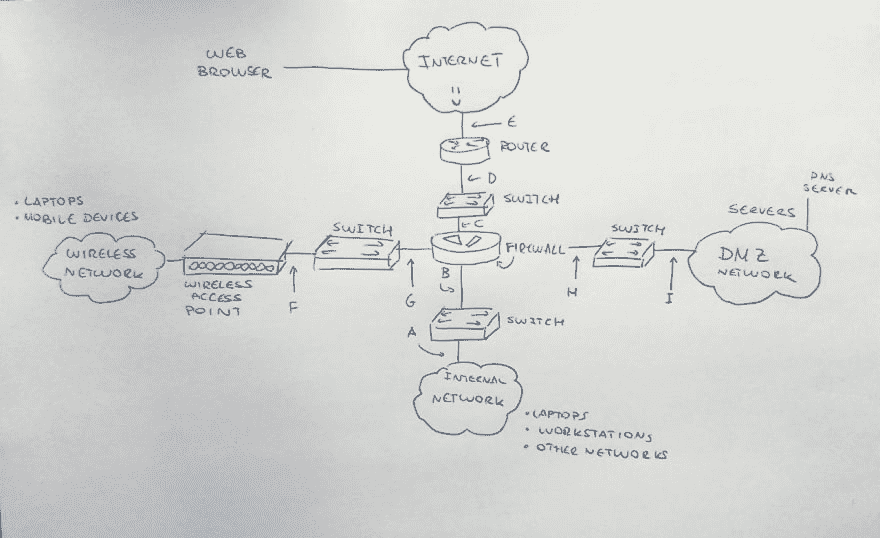 WEB
BROWSER
INTERNET
E
ROUTER
D
SWITCH
C
DNS
SERVER
SERVERS
• LAPTOPS
• MOBILE DEVICES
SWITCH
FIREWALL
SWITCH
WIRELESS
NETWORK
DMZ
NETWORK
WIRELESS
ACCESS
POINT
F
G
B
H
I
A
SWITCH
INTERNAL
NETWORK
• LAPTOPS
• WORKSTATIONS
• OTHER NETWORKS